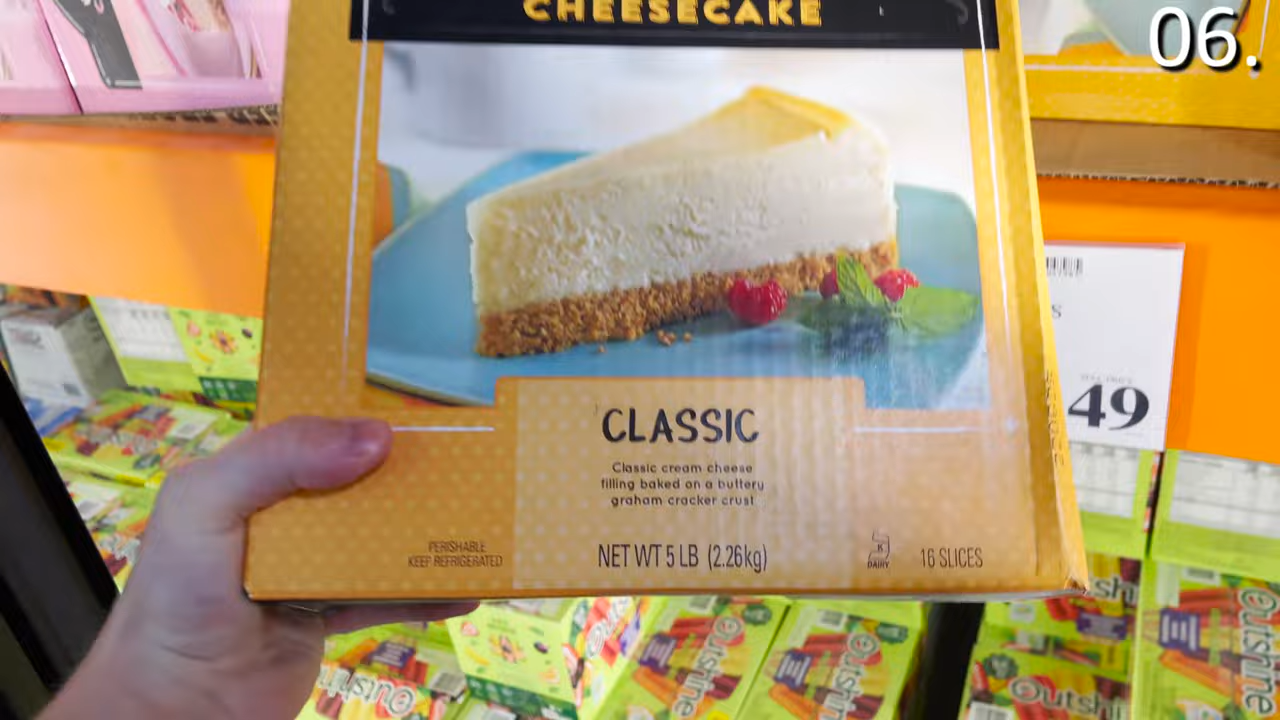 CHEESECAKE
06.
49
CLASSIC
Classic cream cheese
filling baked on a buttery
graham cracker crust
PERISHABLE
KEEP REFRIGERATED
NET WT 5 LB (2.26kg)
DAIRY
16 SLICES
Outshine
Outshine
Outshine
Outshine
Outshine